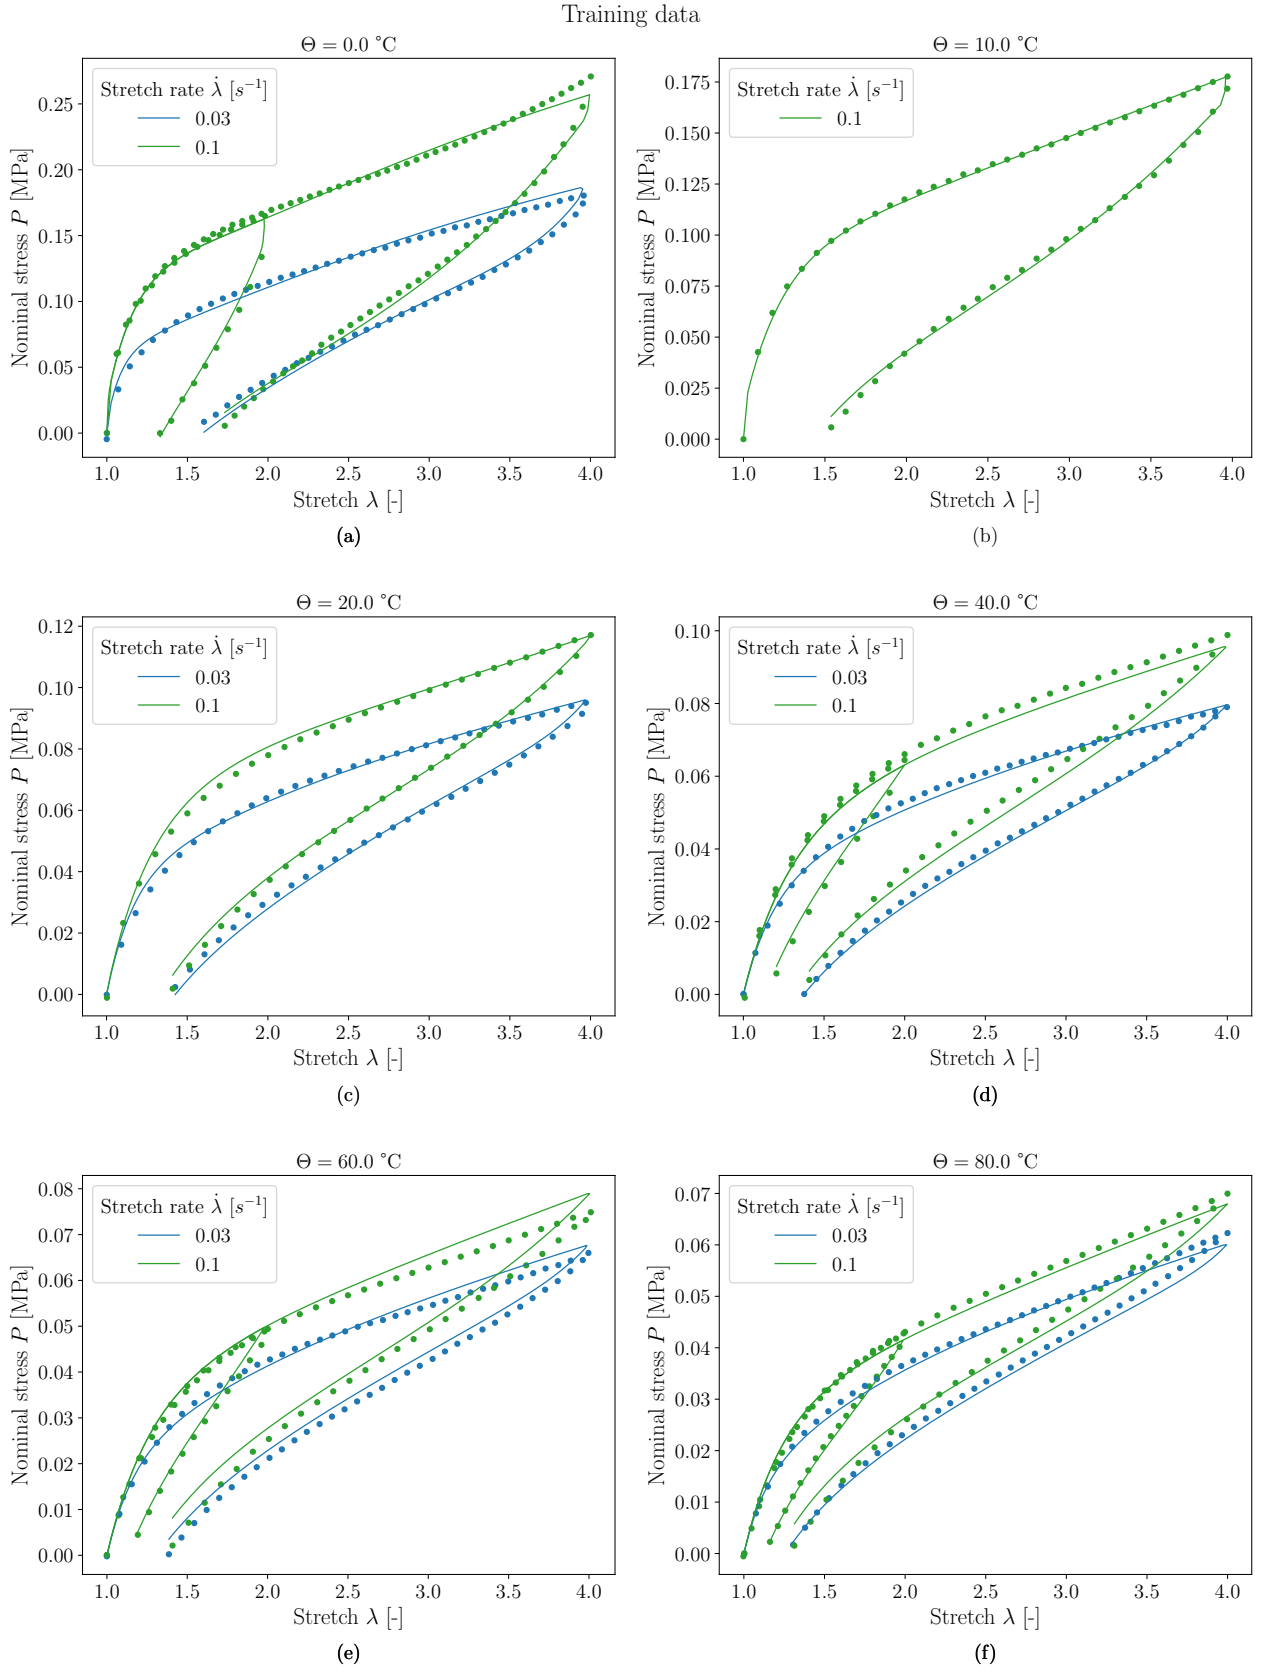 Training data
Θ = 0.0 °C
Stretch rate λ̇ [s⁻¹]
0.03
0.1
Nominal stress P [MPa]
0.25
0.20
0.15
0.10
0.05
0.00
1.0 1.5 2.0 2.5 3.0 3.5 4.0
Stretch λ [-]
(a)
Θ = 10.0 °C
Stretch rate λ̇ [s⁻¹]
0.1
Nominal stress P [MPa]
0.175
0.150
0.125
0.100
0.075
0.050
0.025
0.000
1.0 1.5 2.0 2.5 3.0 3.5 4.0
Stretch λ [-]
(b)
Θ = 20.0 °C
Stretch rate λ̇ [s⁻¹]
0.03
0.1
Nominal stress P [MPa]
0.12
0.10
0.08
0.06
0.04
0.02
0.00
1.0 1.5 2.0 2.5 3.0 3.5 4.0
Stretch λ [-]
(c)
Θ = 40.0 °C
Stretch rate λ̇ [s⁻¹]
0.03
0.1
Nominal stress P [MPa]
0.10
0.08
0.06
0.04
0.02
0.00
1.0 1.5 2.0 2.5 3.0 3.5 4.0
Stretch λ [-]
(d)
Θ = 60.0 °C
Stretch rate λ̇ [s⁻¹]
0.03
0.1
Nominal stress P [MPa]
0.08
0.07
0.06
0.05
0.04
0.03
0.02
0.01
0.00
1.0 1.5 2.0 2.5 3.0 3.5 4.0
Stretch λ [-]
(e)
Θ = 80.0 °C
Stretch rate λ̇ [s⁻¹]
0.03
0.1
Nominal stress P [MPa]
0.07
0.06
0.05
0.04
0.03
0.02
0.01
0.00
1.0 1.5 2.0 2.5 3.0 3.5 4.0
Stretch λ [-]
(f)